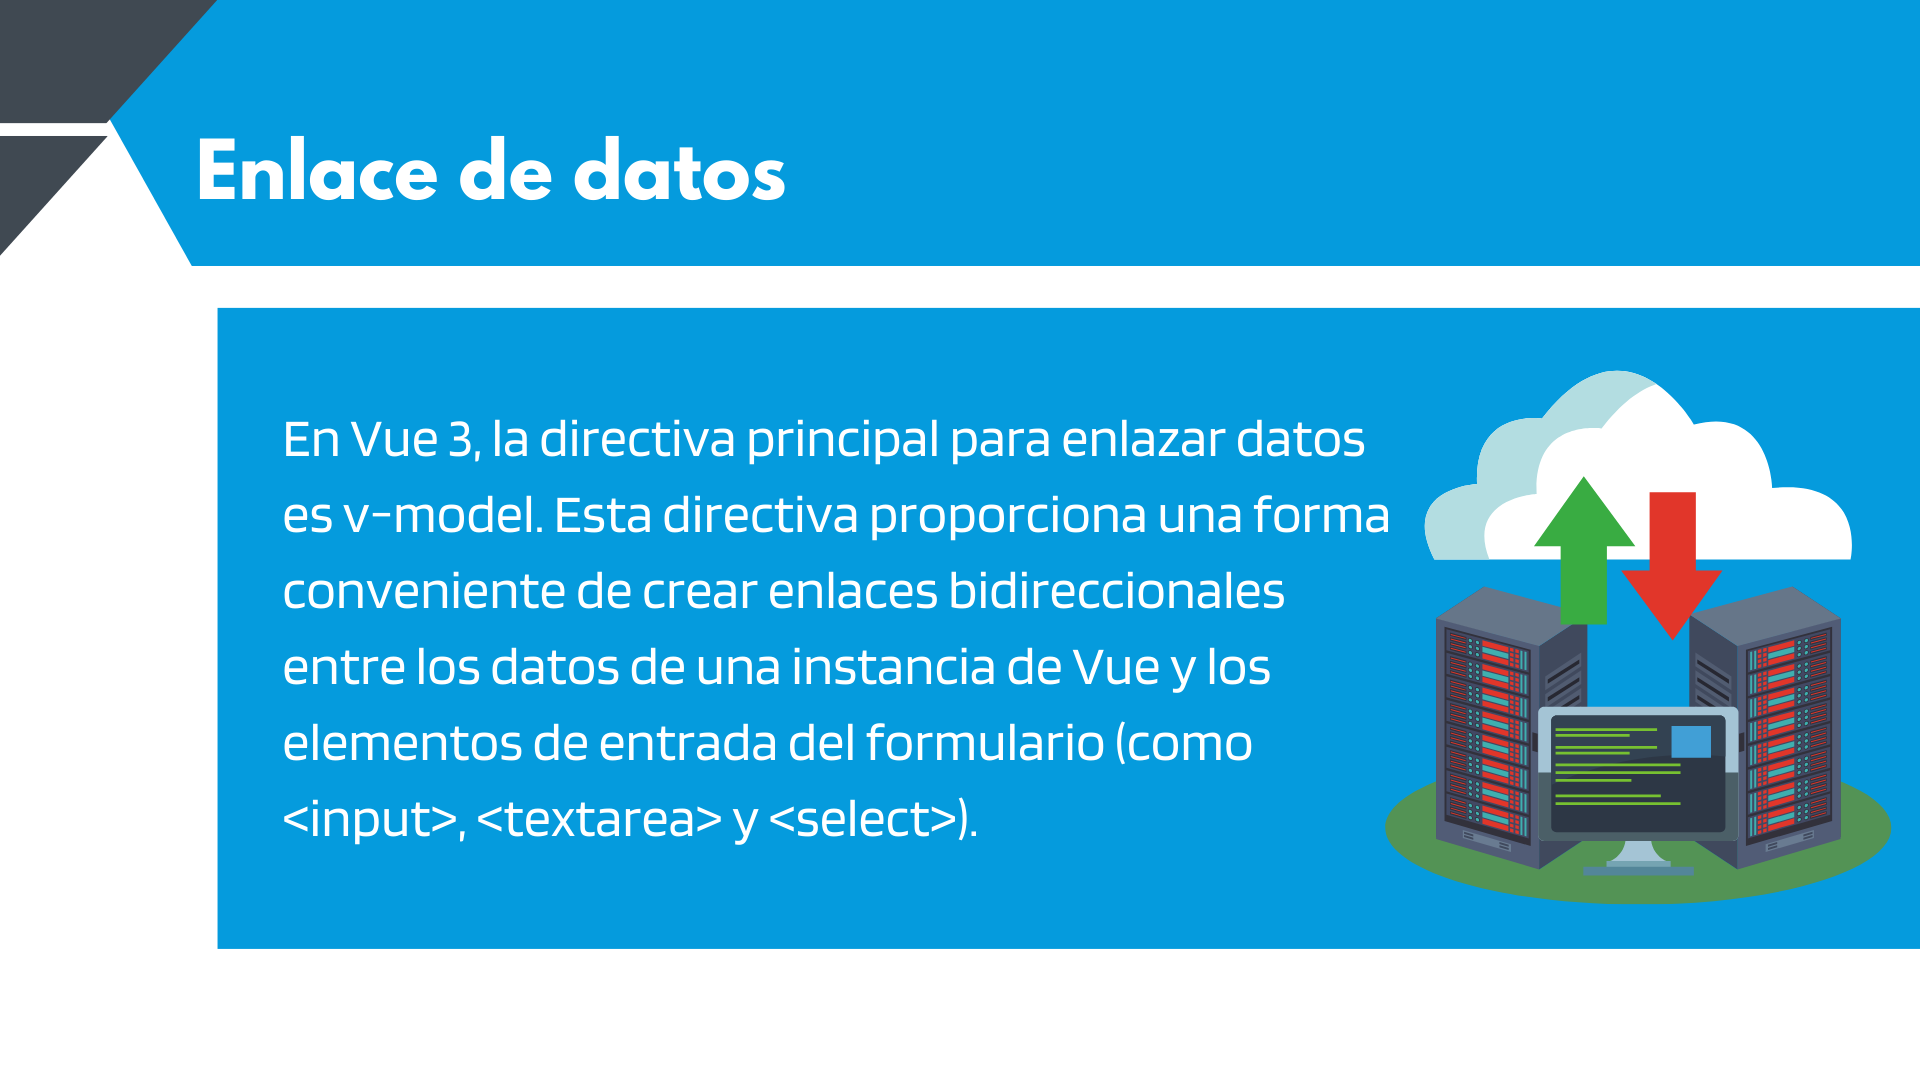 Enlace de datos
En Vue 3, la directiva principal para enlazar datos
es v-model. Esta directiva proporciona una forma
conveniente de crear enlaces bidireccionales
entre los datos de una instancia de Vue y los
elementos de entrada del formulario (como
<input>, <textarea> y <select>).